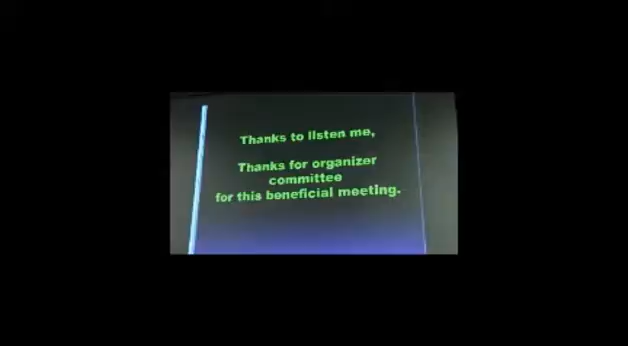 Thanks to listen me,
Thanks for organizer
committee
for this beneficial meeting.